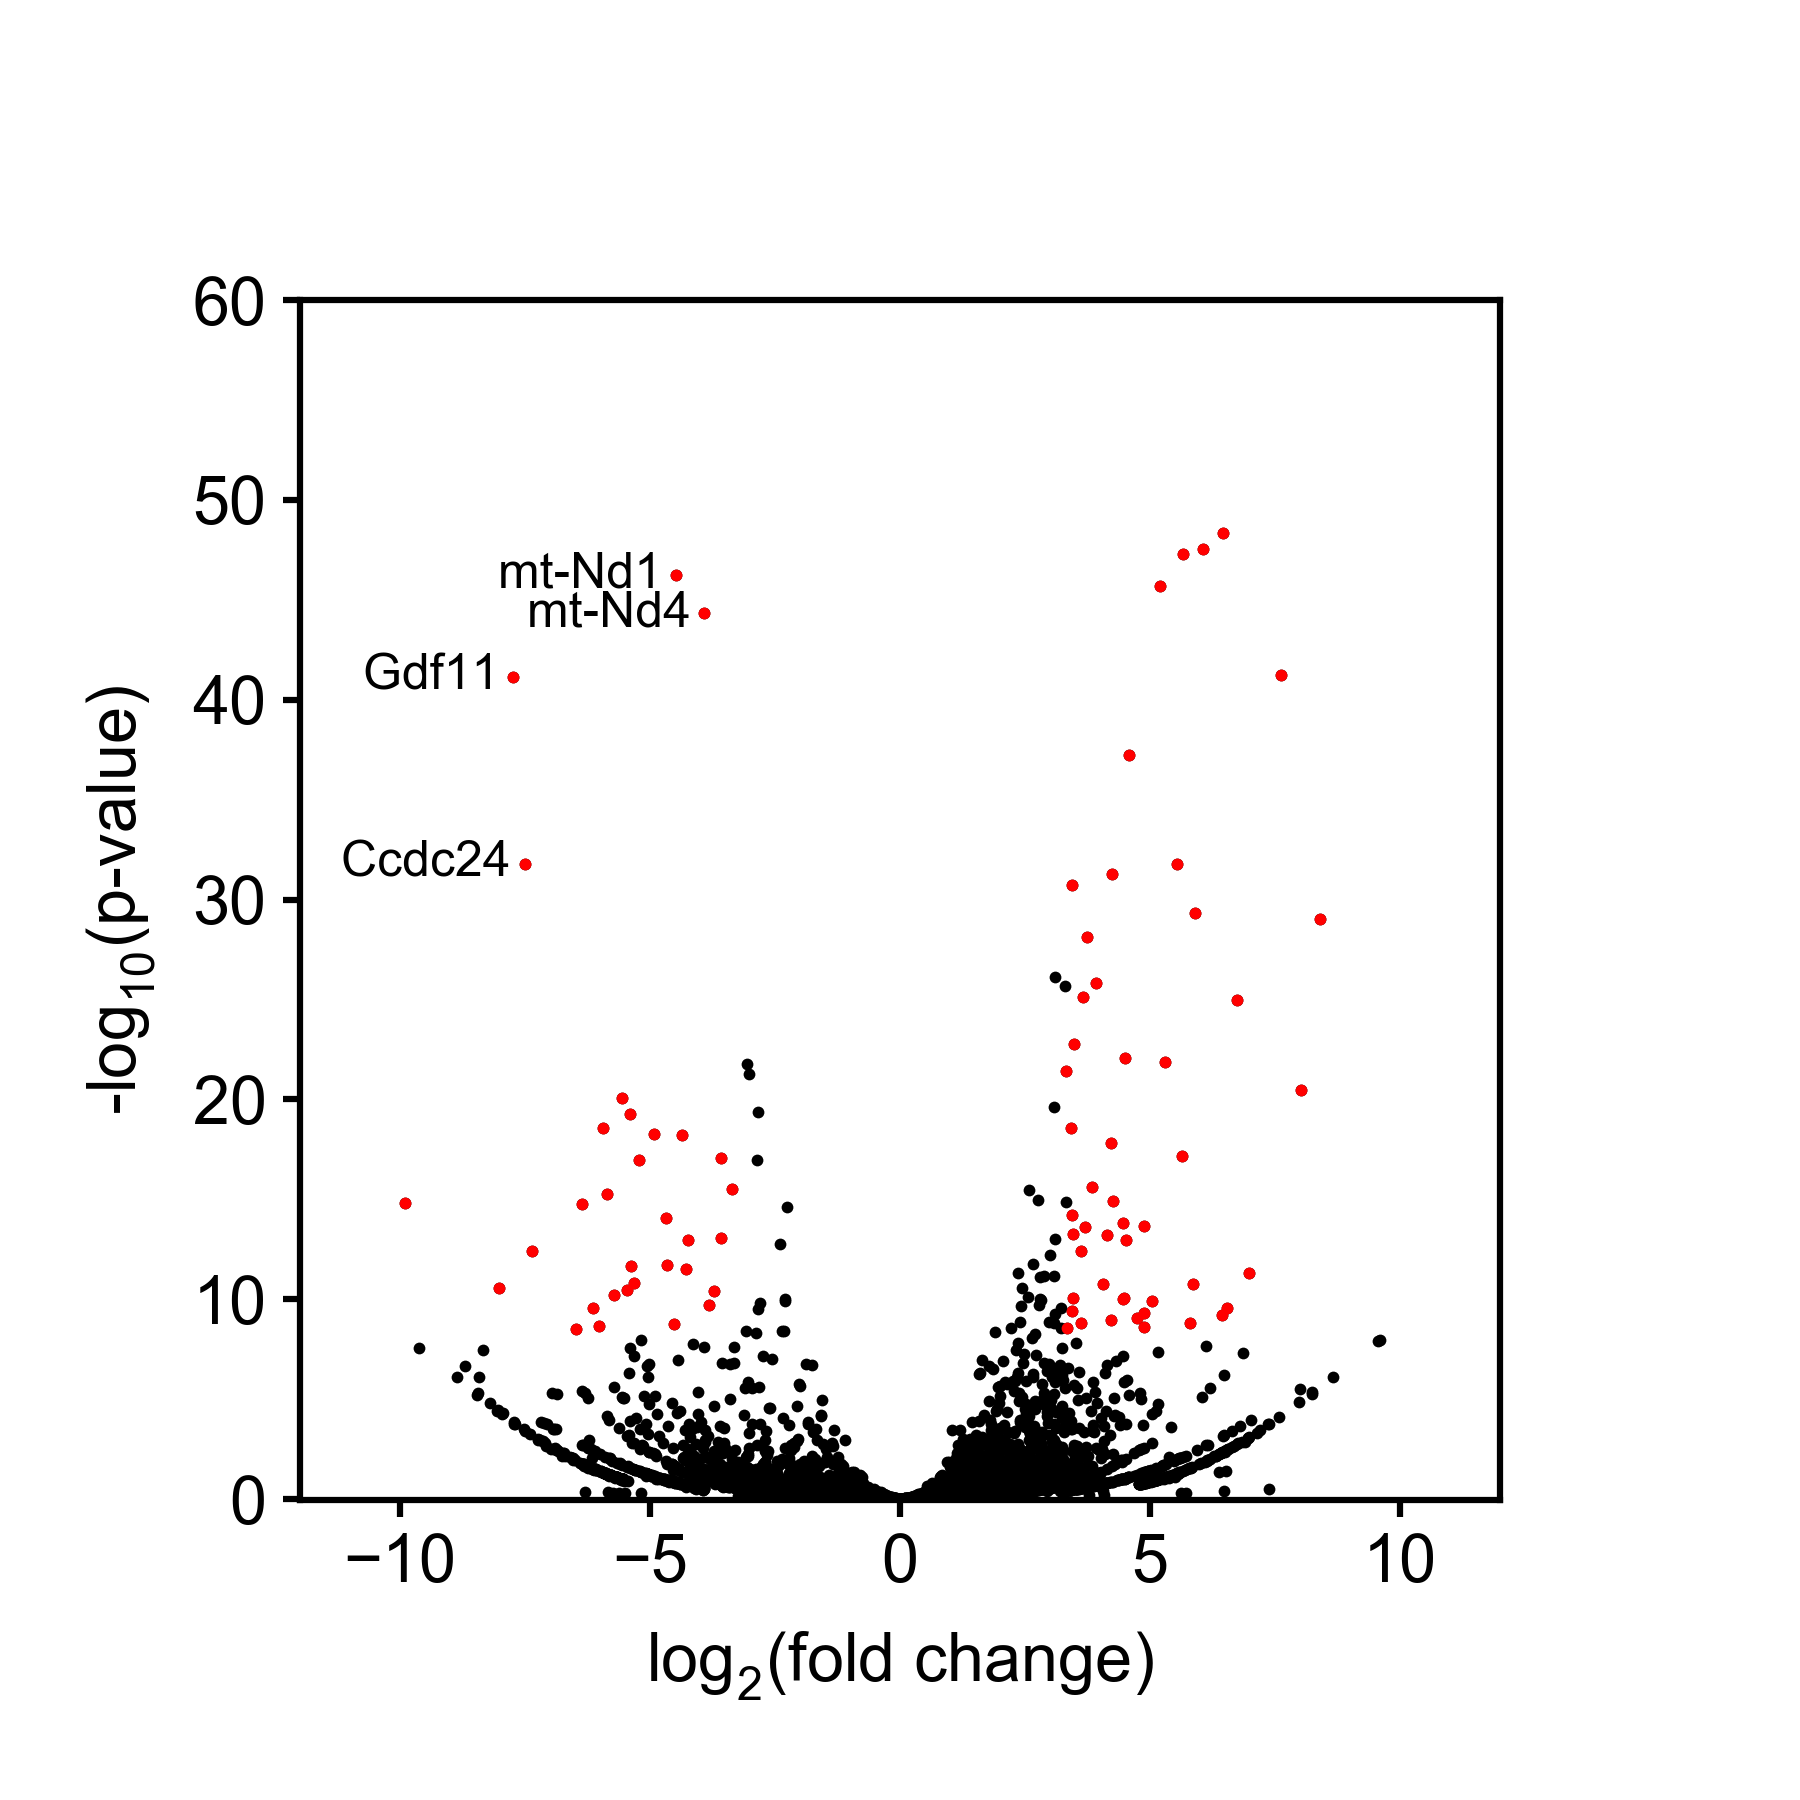 60
50
mt-Nd1
mt-Nd4
Gdf11
40
Ccdc24
30
20
10
0
-log10(p-value)
−10 −5 0 5 10
log2(fold change)